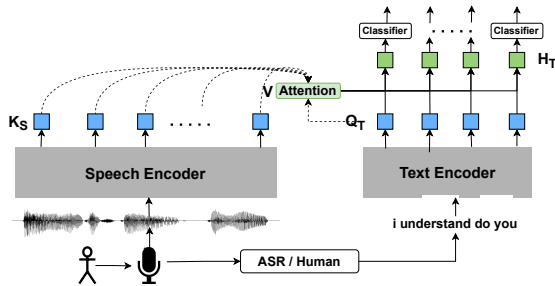 Classifier Classifier
H_T
V Attention
K_S Q_T
Speech Encoder Text Encoder
i understand do you
ASR / Human